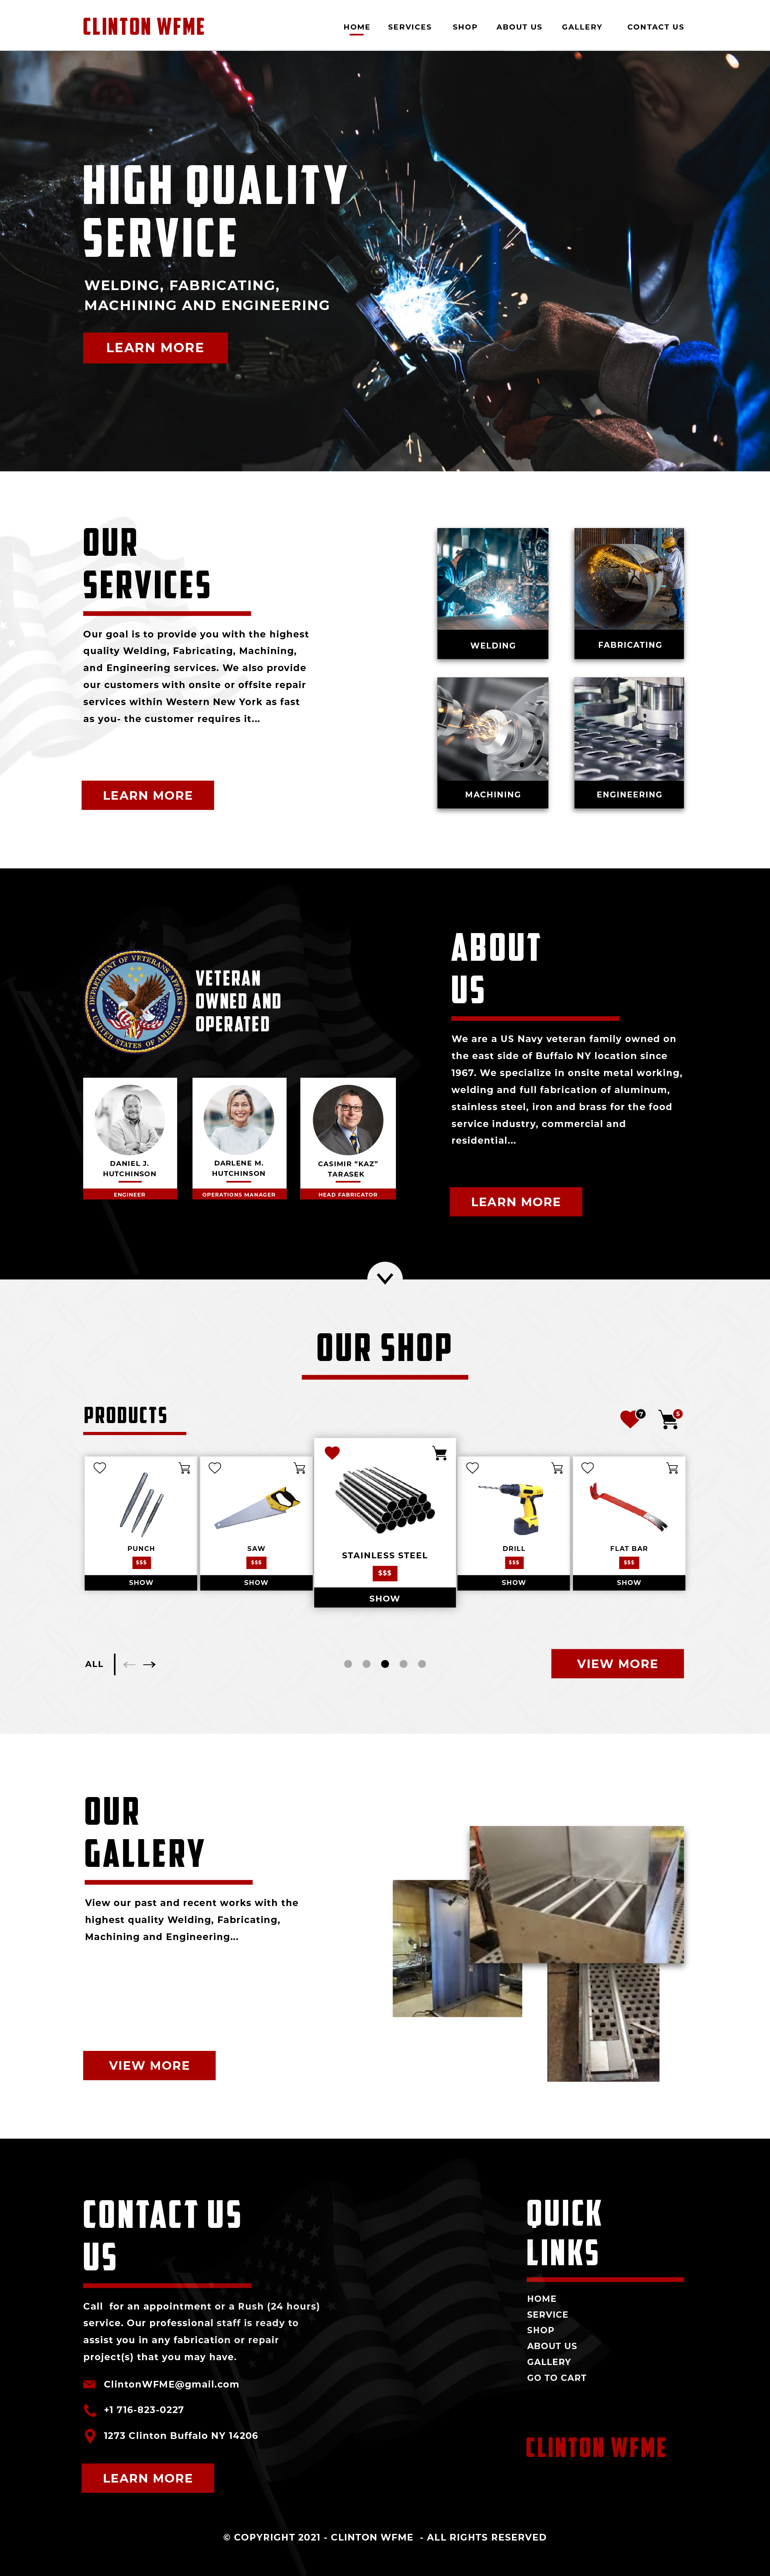 CLINTON WFME
HOME SERVICES SHOP ABOUT US GALLERY CONTACT US
HIGH QUALITY
SERVICE
WELDING, FABRICATING,
MACHINING AND ENGINEERING
LEARN MORE
OUR
SERVICES
Our goal is to provide you with the highest
quality Welding, Fabricating, Machining,
and Engineering services. We also provide
our customers with onsite or offsite repair
services within Western New York as fast
as you- the customer requires it...
LEARN MORE
WELDING
FABRICATING
MACHINING
ENGINEERING
DEPARTMENT OF VETERANS AFFAIRS
UNITED STATES OF AMERICA
VETERAN
OWNED AND
OPERATED
DANIEL J.
HUTCHINSON
ENGINEER
DARLENE M.
HUTCHINSON
OPERATIONS MANAGER
CASIMIR "KAZ"
TARASEK
HEAD FABRICATOR
ABOUT
US
We are a US Navy veteran family owned on
the east side of Buffalo NY location since
1967. We specialize in onsite metal working,
welding and full fabrication of aluminum,
stainless steel, iron and brass for the food
service industry, commercial and
residential...
LEARN MORE
OUR SHOP
PRODUCTS
7
5
PUNCH
$$$
SHOW
SAW
$$$
SHOW
STAINLESS STEEL
$$$
SHOW
DRILL
$$$
SHOW
FLAT BAR
$$$
SHOW
ALL
VIEW MORE
OUR
GALLERY
View our past and recent works with the
highest quality Welding, Fabricating,
Machining and Engineering...
VIEW MORE
CONTACT US
US
Call  for an appointment or a Rush (24 hours)
service. Our professional staff is ready to
assist you in any fabrication or repair
project(s) that you may have.
ClintonWFME@gmail.com
+1 716-823-0227
1273 Clinton Buffalo NY 14206
LEARN MORE
QUICK
LINKS
HOME
SERVICE
SHOP
ABOUT US
GALLERY
GO TO CART
CLINTON WFME
© COPYRIGHT 2021 - CLINTON WFME  - ALL RIGHTS RESERVED